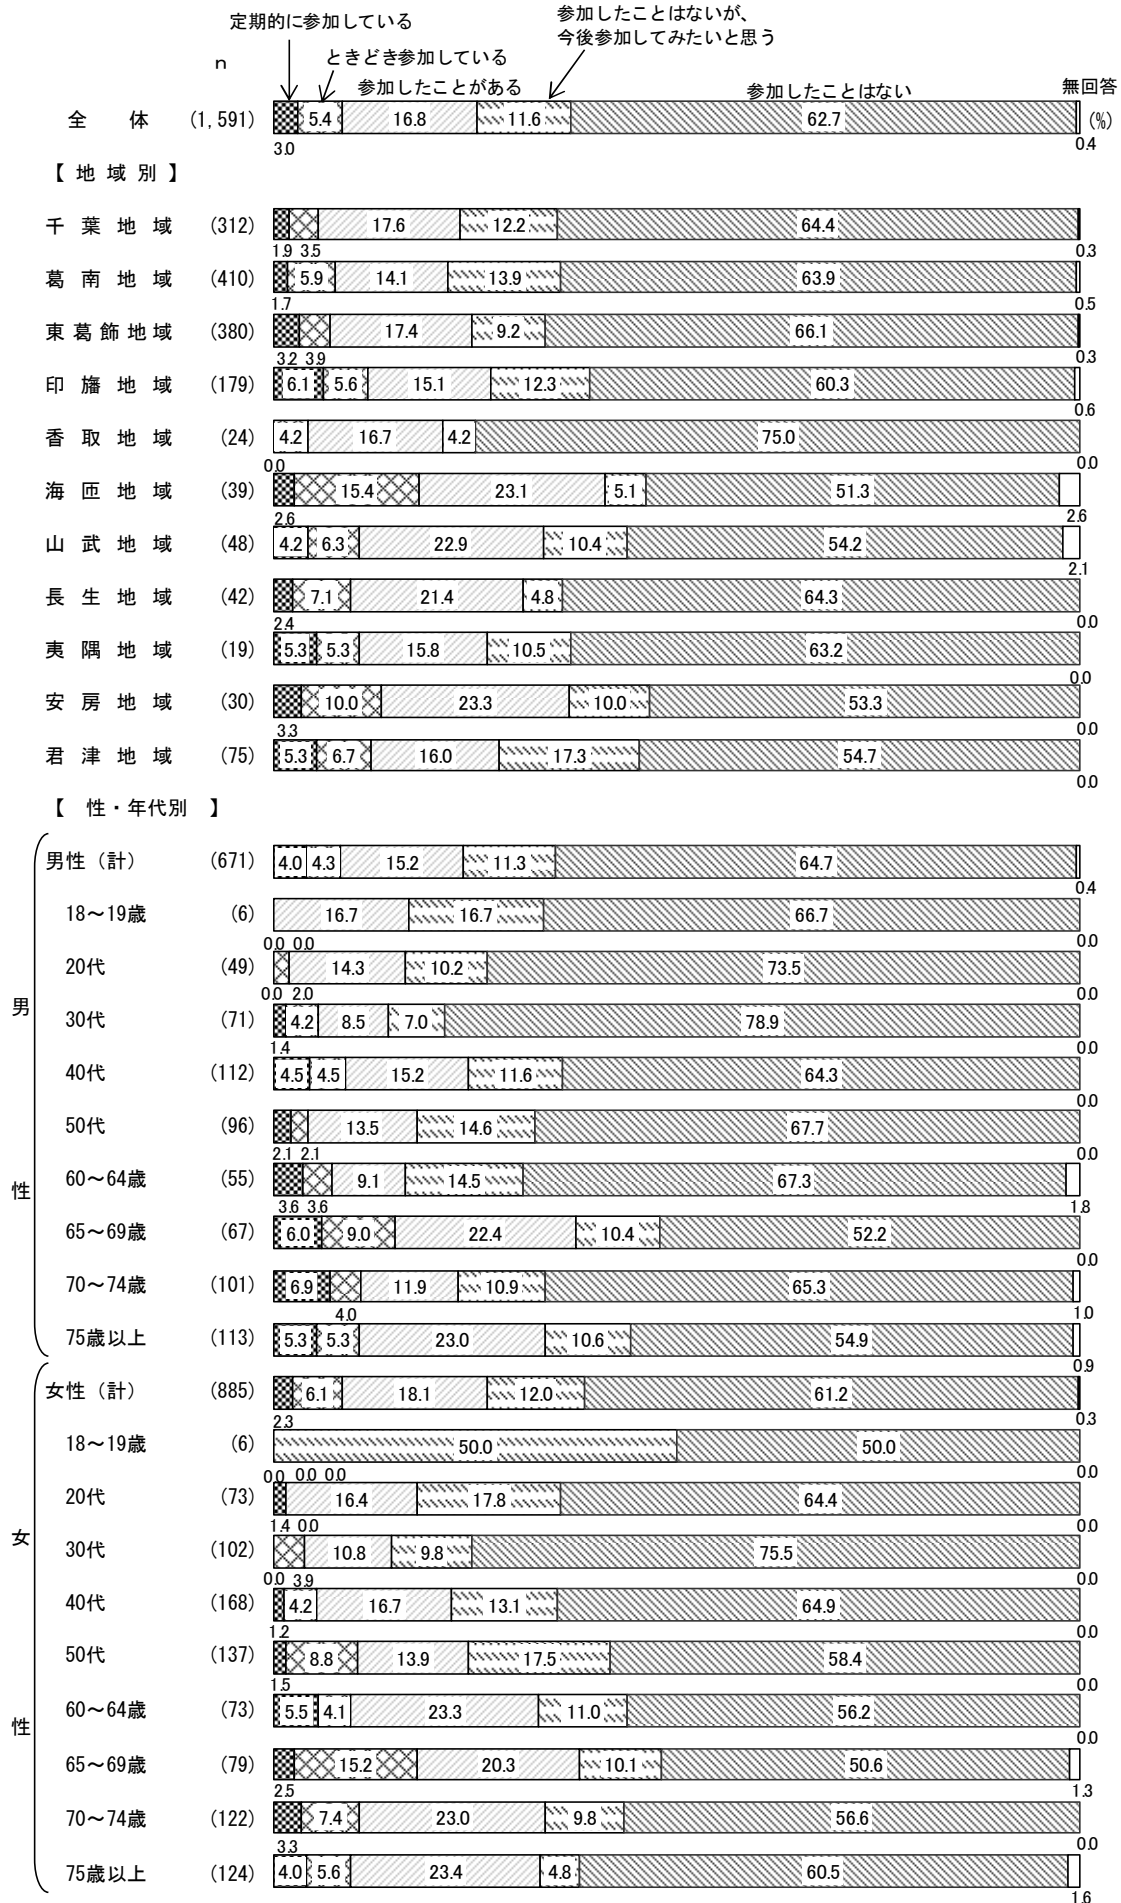 定期的に参加している
参加したことはないが、
今後参加してみたいと思う
ときどき参加している
n
参加したことがある
参加したことはない
無回答
全体 (1,591) 5.4 16.8 11.6 62.7 (%)
3.0 0.4
【地域別】
千葉地域 (312) 17.6 12.2 64.4
1.9 3.5 0.3
葛南地域 (410) 5.9 14.1 13.9 63.9
1.7 0.5
東葛飾地域 (380) 17.4 9.2 66.1
3.2 3.9 0.3
印旛地域 (179) 6.1 5.6 15.1 12.3 60.3
0.6
香取地域 (24) 4.2 16.7 4.2 75.0
0.0 0.0
海匝地域 (39) 15.4 23.1 5.1 51.3
2.6 2.6
山武地域 (48) 4.2 6.3 22.9 10.4 54.2
2.1
長生地域 (42) 7.1 21.4 4.8 64.3
2.4 0.0
夷隅地域 (19) 5.3 5.3 15.8 10.5 63.2
0.0
安房地域 (30) 10.0 23.3 10.0 53.3
3.3 0.0
君津地域 (75) 5.3 6.7 16.0 17.3 54.7
0.0
【性・年代別】
男性
男性（計） (671) 4.0 4.3 15.2 11.3 64.7
0.4
18～19歳 (6) 16.7 16.7 66.7
0.0 0.0 0.0
20代 (49) 14.3 10.2 73.5
0.0 2.0 0.0
30代 (71) 4.2 8.5 7.0 78.9
1.4 0.0
40代 (112) 4.5 4.5 15.2 11.6 64.3
0.0
50代 (96) 13.5 14.6 67.7
2.1 2.1 0.0
60～64歳 (55) 9.1 14.5 67.3
3.6 3.6 1.8
65～69歳 (67) 6.0 9.0 22.4 10.4 52.2
0.0
70～74歳 (101) 6.9 11.9 10.9 65.3
4.0 1.0
75歳以上 (113) 5.3 5.3 23.0 10.6 54.9
0.9
女性
女性（計） (885) 6.1 18.1 12.0 61.2
2.3 0.3
18～19歳 (6) 50.0 50.0
0.0 0.0 0.0 0.0
20代 (73) 16.4 17.8 64.4
1.4 0.0 0.0
30代 (102) 10.8 9.8 75.5
0.0 3.9 0.0
40代 (168) 4.2 16.7 13.1 64.9
1.2 0.0
50代 (137) 8.8 13.9 17.5 58.4
1.5 0.0
60～64歳 (73) 5.5 4.1 23.3 11.0 56.2
0.0
65～69歳 (79) 15.2 20.3 10.1 50.6
2.5 1.3
70～74歳 (122) 7.4 23.0 9.8 56.6
3.3 0.0
75歳以上 (124) 4.0 5.6 23.4 4.8 60.5
1.6